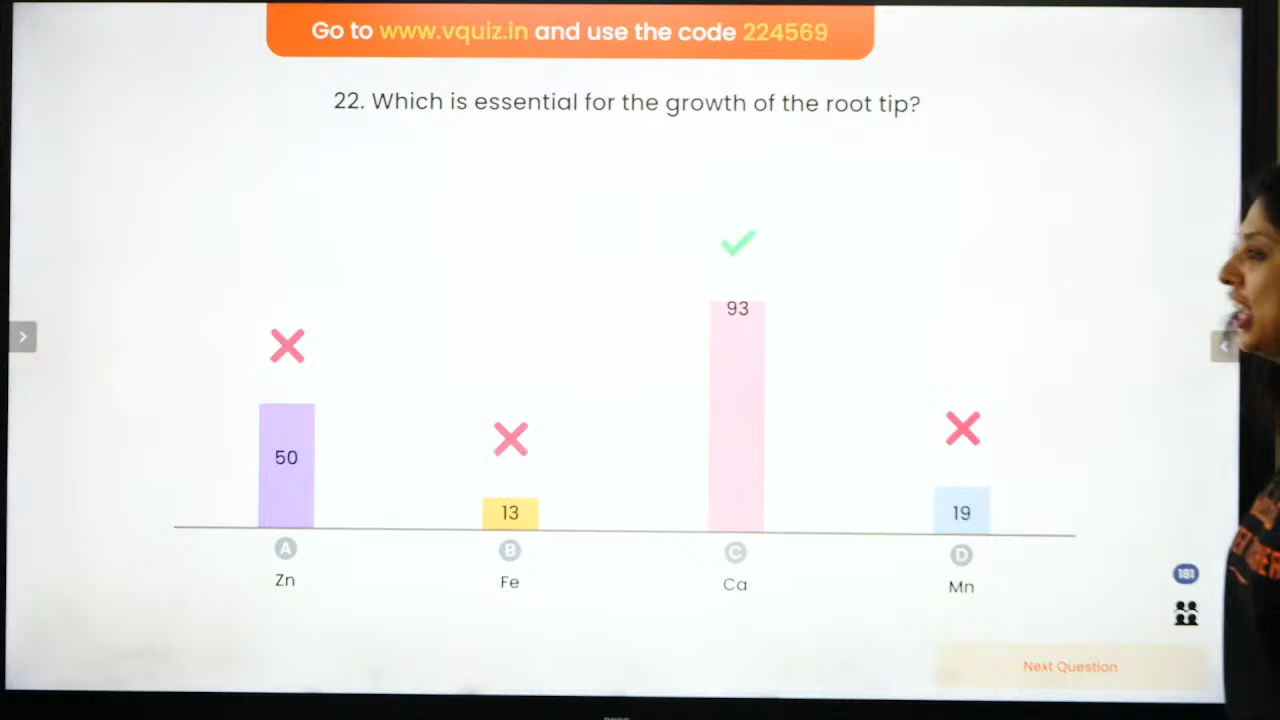 Go to www.vquiz.in and use the code 224569
22. Which is essential for the growth of the root tip?
93
50
13
19
A
B
C
D
Zn
Fe
Ca
Mn
181
Next Question